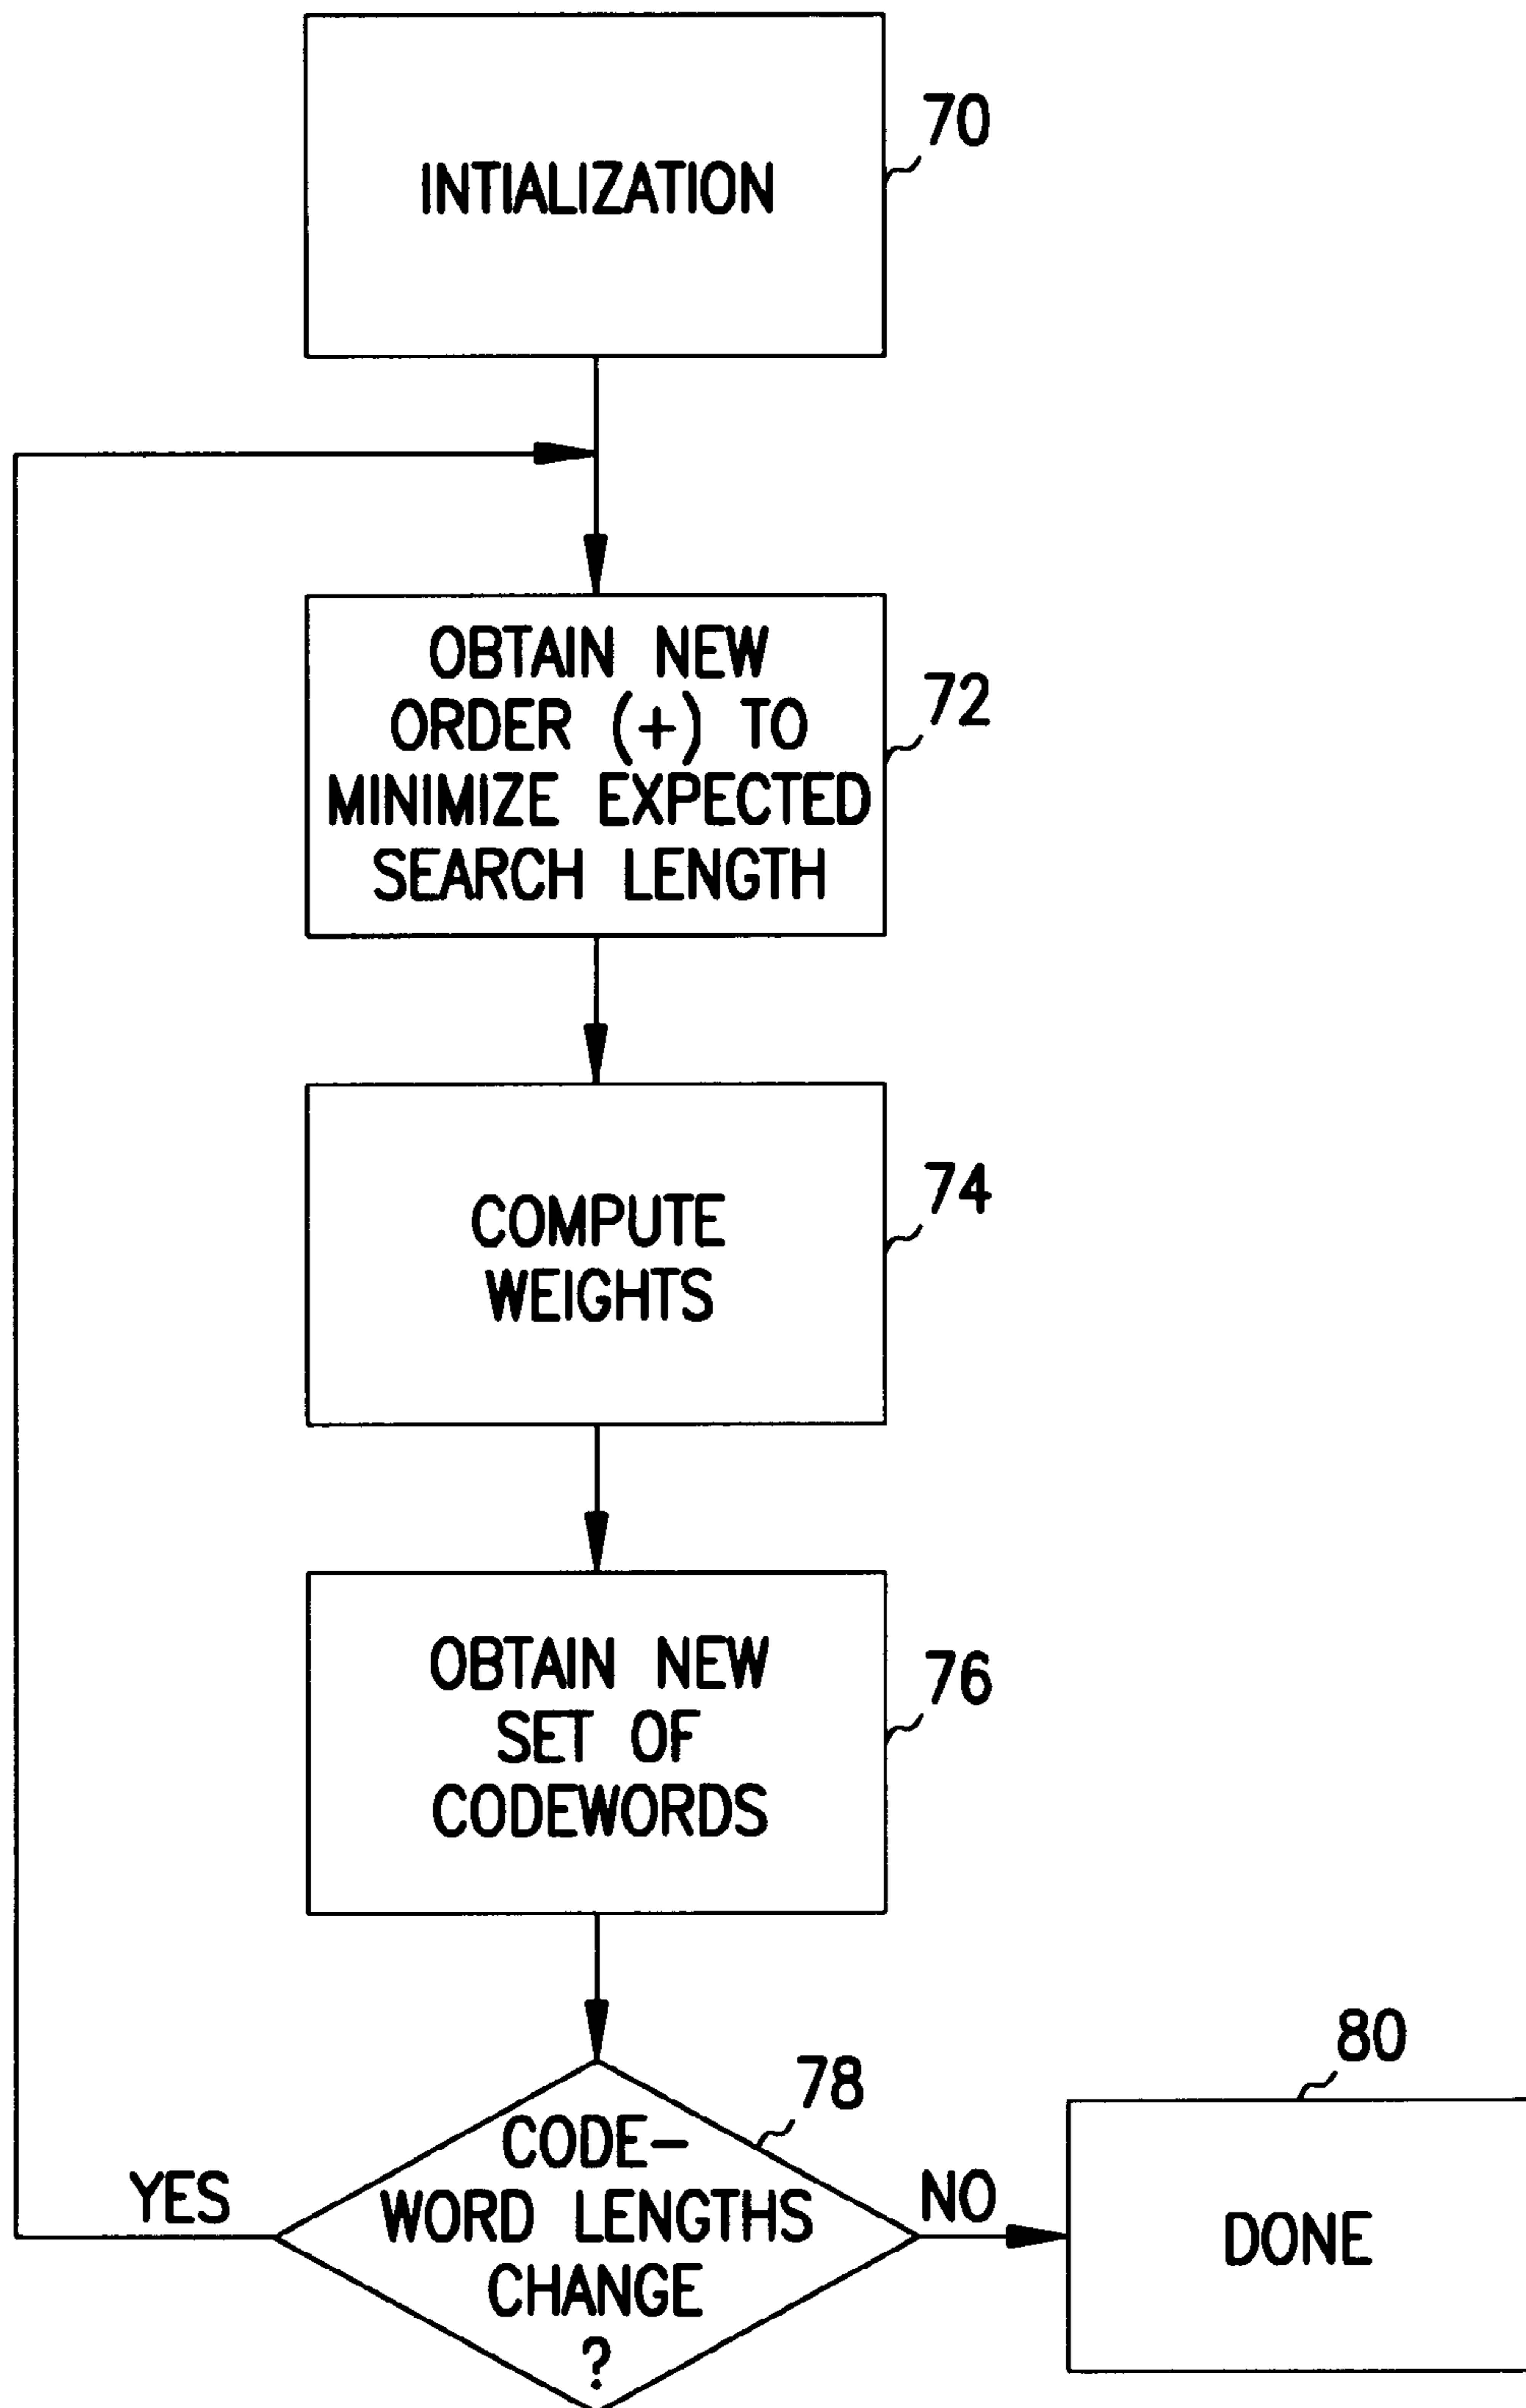 INTIALIZATION
70
OBTAIN NEW
ORDER (+) TO
MINIMIZE EXPECTED
SEARCH LENGTH
72
COMPUTE
WEIGHTS
74
OBTAIN NEW
SET OF
CODEWORDS
76
CODE-
WORD LENGTHS
CHANGE
?
78
YES
NO
DONE
80